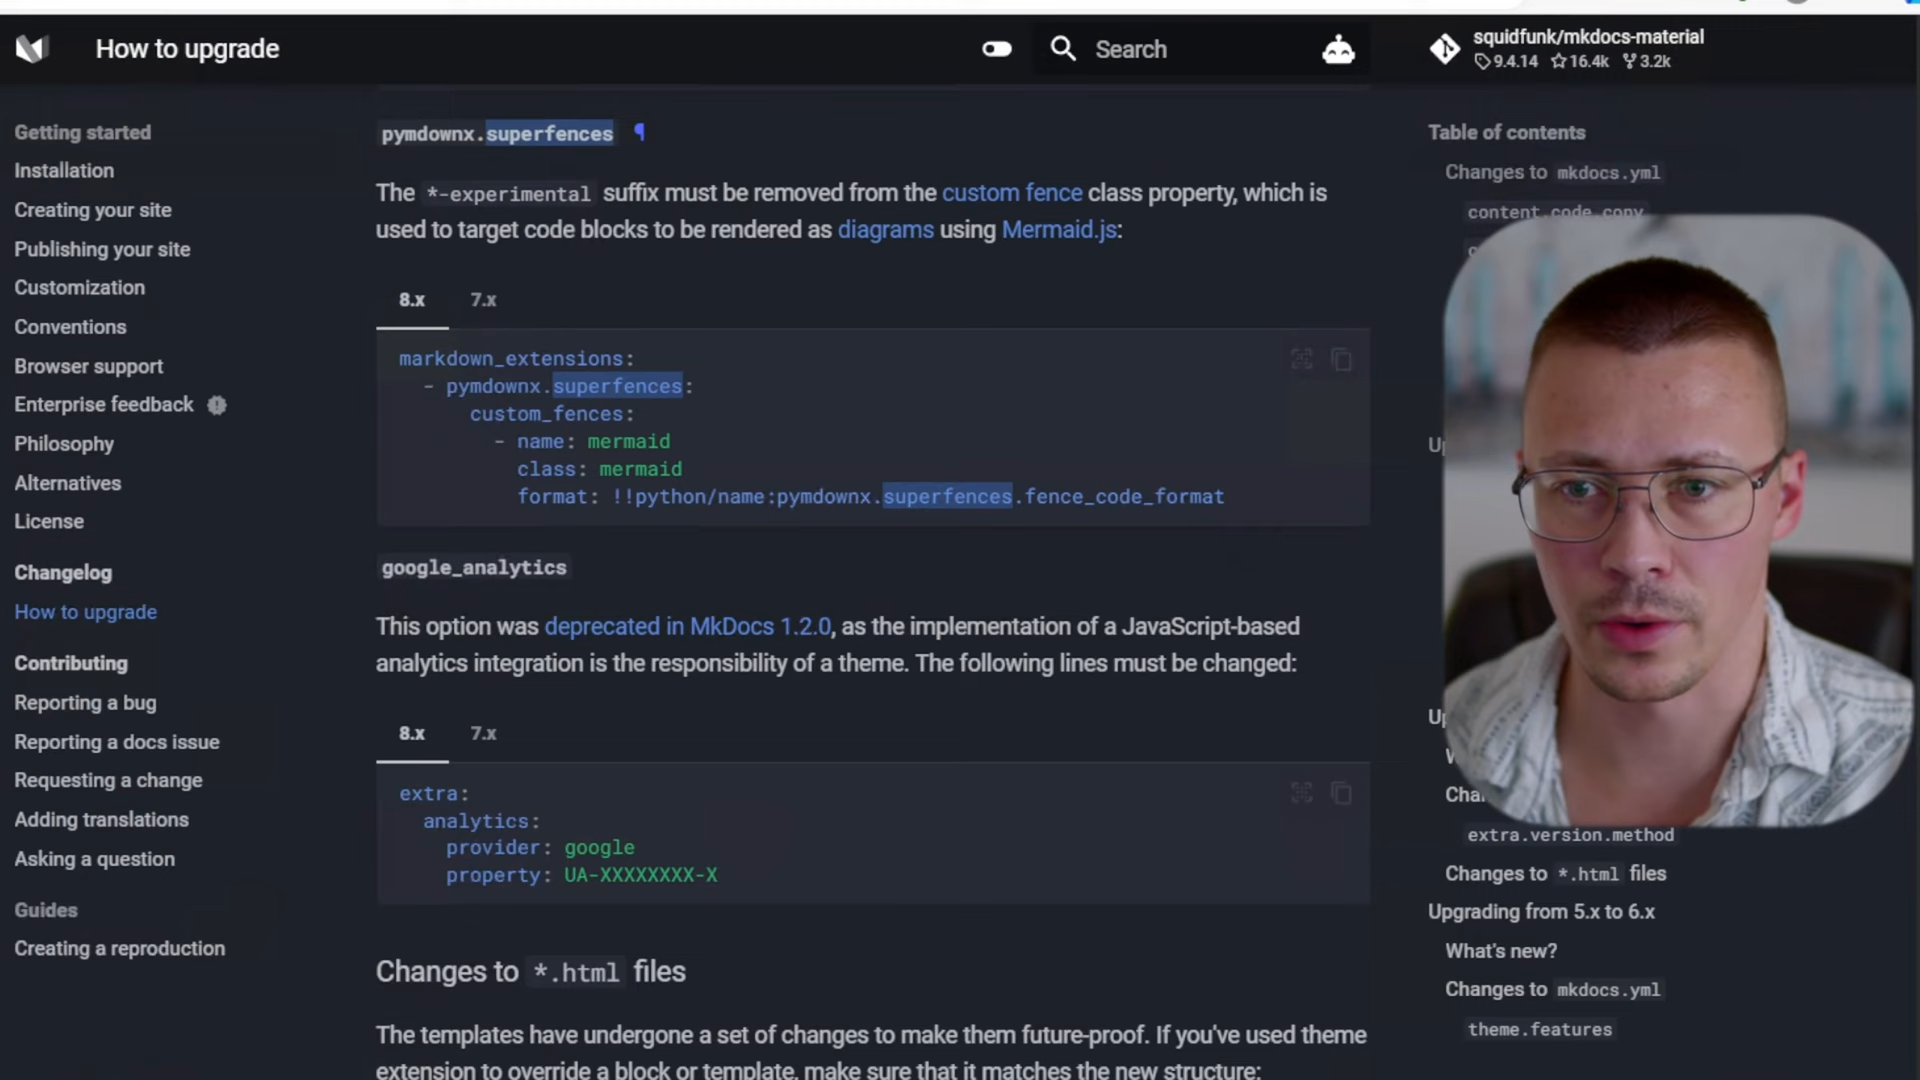 How to upgrade
Search
squidfunk/mkdocs-material
9.4.14 16.4k 3.2k
Getting started
Installation
Creating your site
Publishing your site
Customization
Conventions
Browser support
Enterprise feedback
Philosophy
Alternatives
License
Changelog
How to upgrade
Contributing
Reporting a bug
Reporting a docs issue
Requesting a change
Adding translations
Asking a question
Guides
Creating a reproduction
pymdownx.superfences ¶
The *-experimental suffix must be removed from the custom fence class property, which is
used to target code blocks to be rendered as diagrams using Mermaid.js:
8.x 7.x
markdown_extensions:
- pymdownx.superfences:
custom_fences:
- name: mermaid
class: mermaid
format: !!python/name:pymdownx.superfences.fence_code_format
google_analytics
This option was deprecated in MkDocs 1.2.0, as the implementation of a JavaScript-based
analytics integration is the responsibility of a theme. The following lines must be changed:
8.x 7.x
extra:
analytics:
provider: google
property: UA-XXXXXXXX-X
Changes to *.html files
The templates have undergone a set of changes to make them future-proof. If you've used theme
extension to override a block or template, make sure that it matches the new structure:
Table of contents
Changes to mkdocs.yml
content.code.copy
extra.version.method
Changes to *.html files
Upgrading from 5.x to 6.x
What's new?
Changes to mkdocs.yml
theme.features